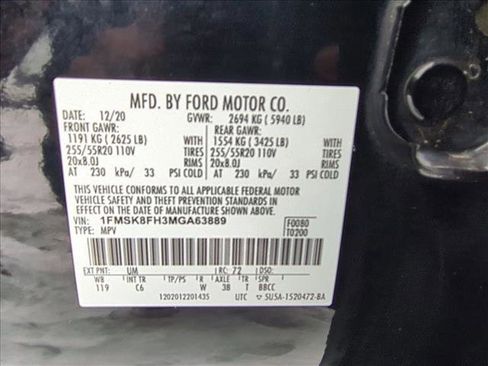 MFD. BY FORD MOTOR CO.
DATE: 12/20 GVWR: 2694 KG ( 5940 LB)
FRONT GAWR: REAR GAWR:
1191 KG ( 2625 LB) WITH 1554 KG ( 3425 LB) WITH
255/55R20 110V TIRES 255/55R20 110V TIRES
20x8.0J RIMS 20x8.0J RIMS
AT 230 kPa/ 33 PSI COLD AT 230 kPa/ 33 PSI COLD
THIS VEHICLE CONFORMS TO ALL APPLICABLE FEDERAL MOTOR
VEHICLE SAFETY AND THEFT PREVENTION STANDARDS IN EFFECT ON
THE DATE OF MANUFACTURE SHOWN ABOVE.
VIN: 1FMSK8FH3MGA63889 F0080
TYPE: MPV T0200
EXT PNT: UM RC: 72 DSO:
WB INT TR TP/PS R AXLE TR SPR
119 C6 W 3B T BBCC
1202012201435 UTC 5U5A-1520472-BA